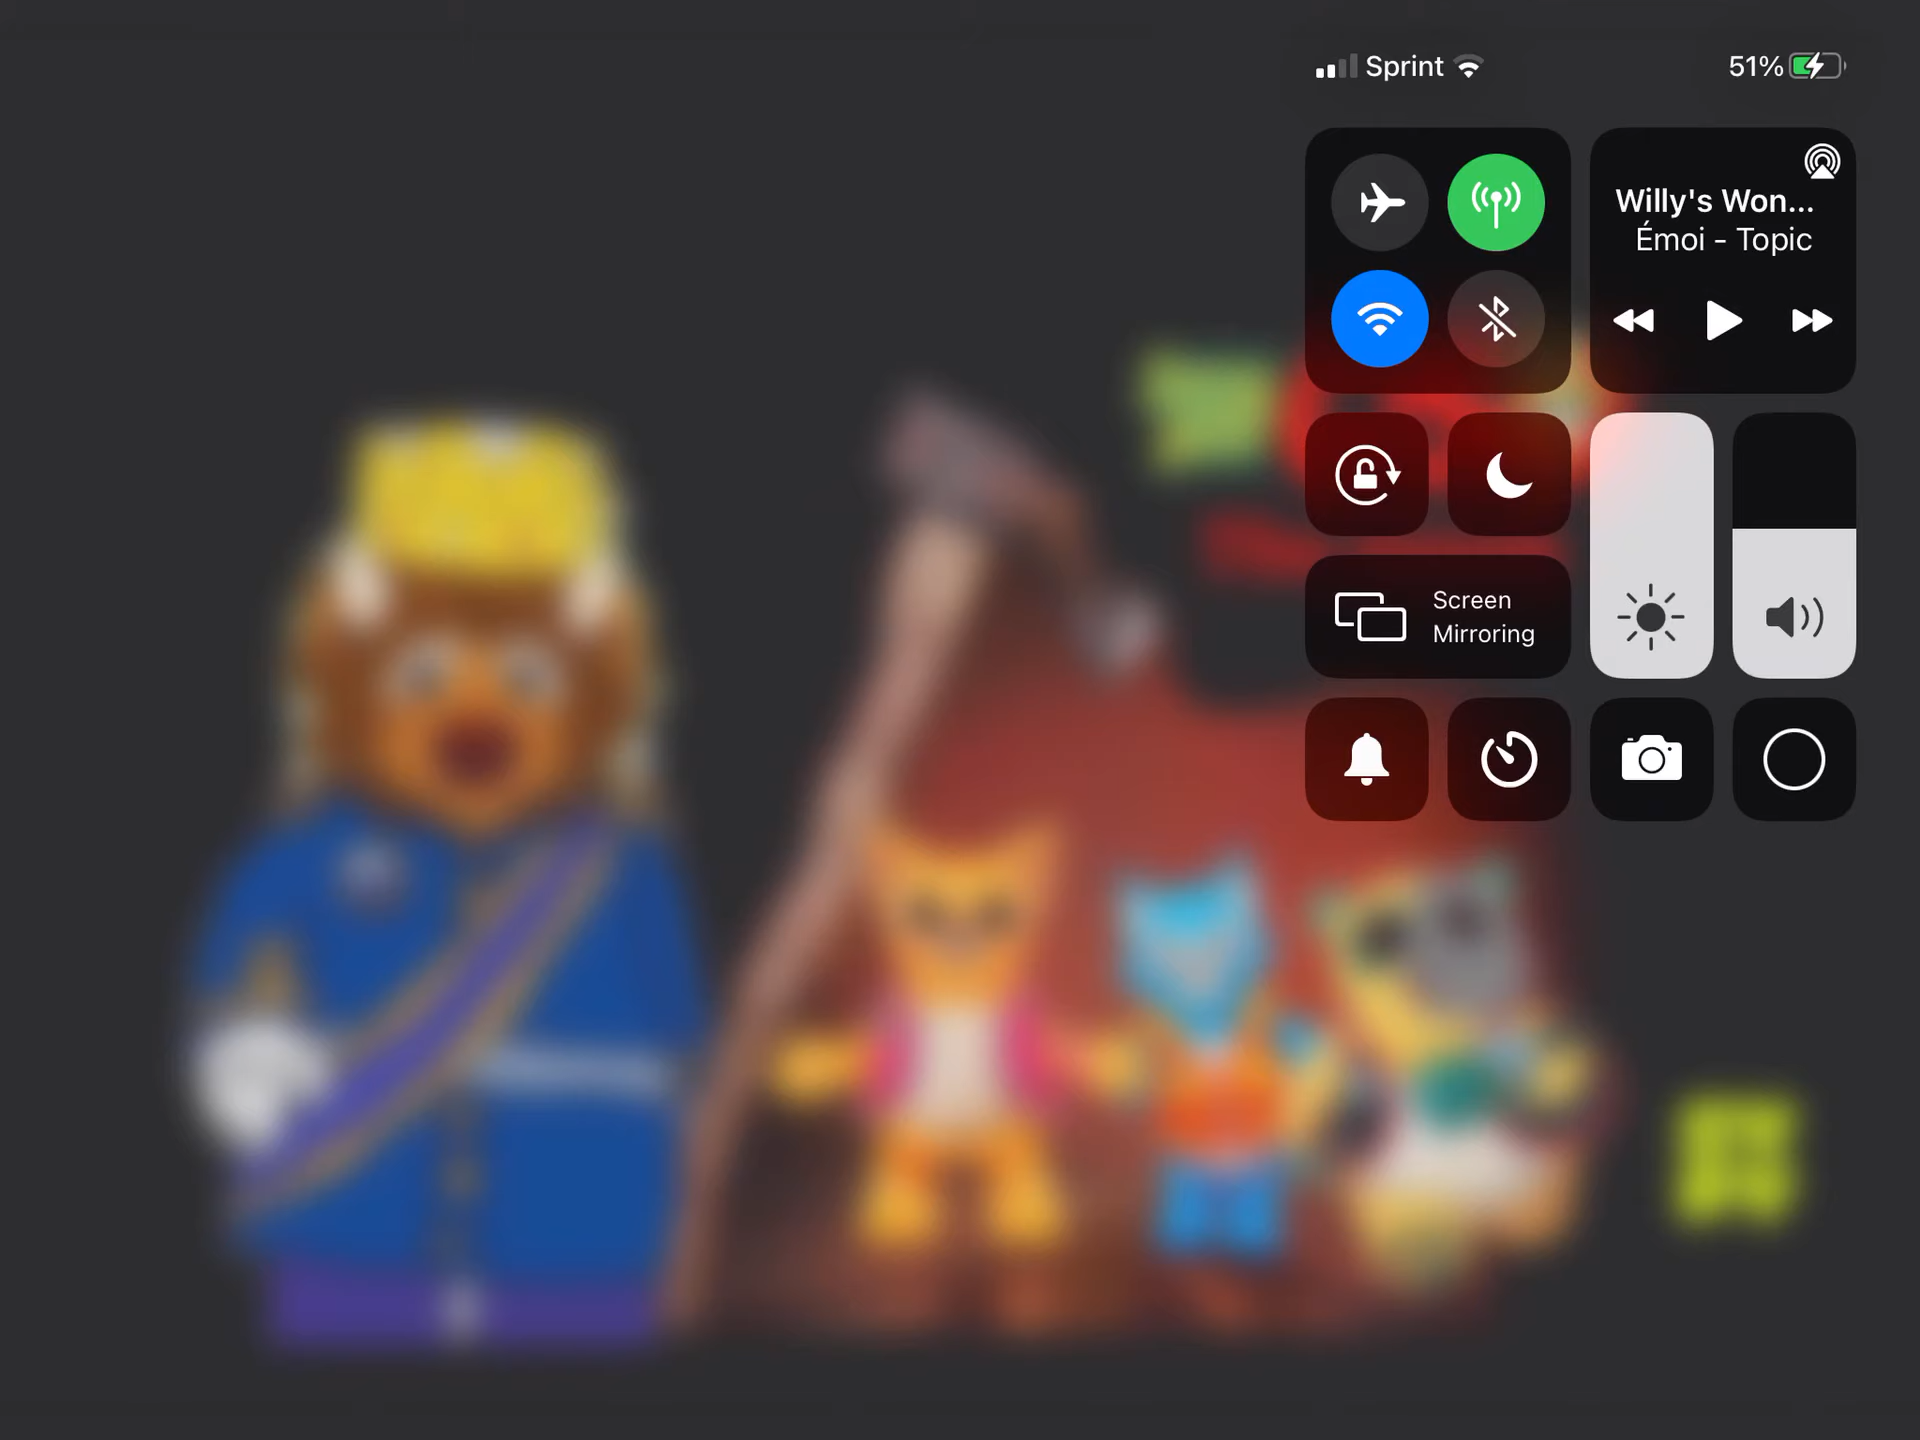 Sprint
51%
Willy's Won...
Émoi - Topic
Screen
Mirroring